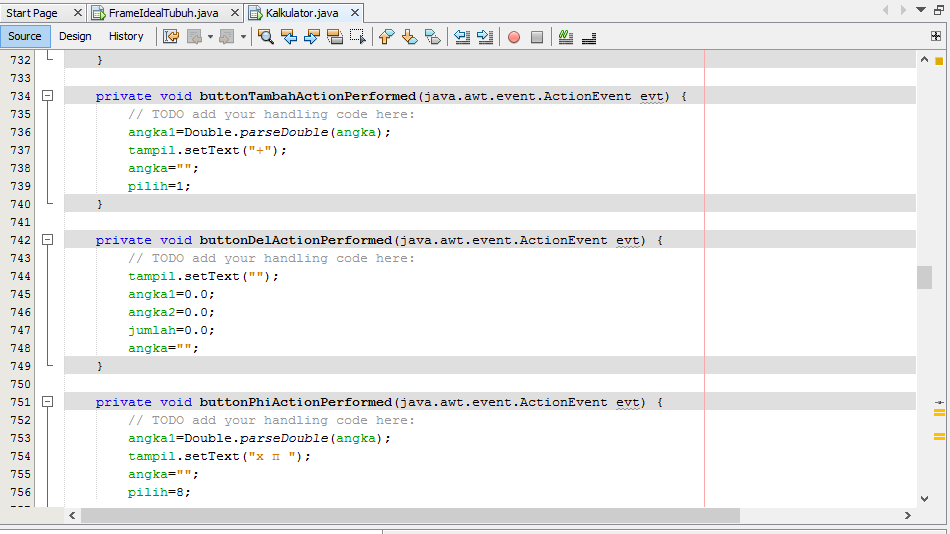 Start Page FrameIdealTubuh.java Kalkulator.java
Source Design History
732 }
733
734 private void buttonTambahActionPerformed(java.awt.event.ActionEvent evt) {
735 // TODO add your handling code here:
736 angka1=Double.parseDouble(angka);
737 tampil.setText("+");
738 angka="";
739 pilih=1;
740 }
741
742 private void buttonDelActionPerformed(java.awt.event.ActionEvent evt) {
743 // TODO add your handling code here:
744 tampil.setText("");
745 angka1=0.0;
746 angka2=0.0;
747 jumlah=0.0;
748 angka="";
749 }
750
751 private void buttonPhiActionPerformed(java.awt.event.ActionEvent evt) {
752 // TODO add your handling code here:
753 angka1=Double.parseDouble(angka);
754 tampil.setText("x π ");
755 angka="";
756 pilih=8;